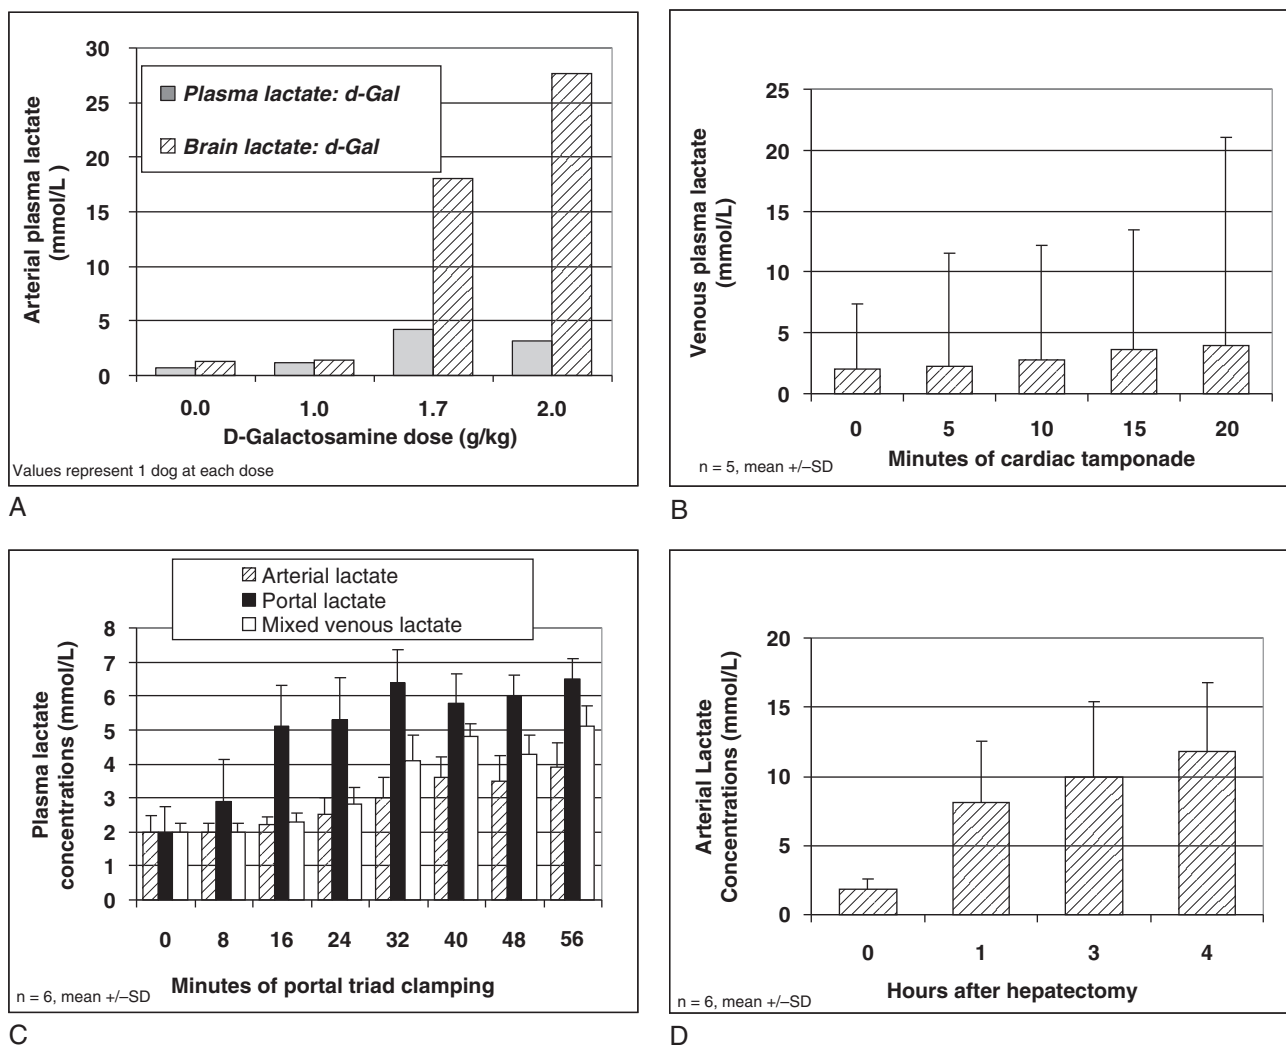 30
25
20
15
10
5
0
Arterial plasma lactate
(mmol/L )
Plasma lactate: d-Gal
Brain lactate: d-Gal
0.0 1.0 1.7 2.0
D-Galactosamine dose (g/kg)
Values represent 1 dog at each dose
A
25
20
15
10
5
0
Venous plasma lactate
(mmol/L)
0 5 10 15 20
Minutes of cardiac tamponade
n = 5, mean +/–SD
B
Arterial lactate
Portal lactate
Mixed venous lactate
8
7
6
5
4
3
2
1
0
Plasma lactate
concentrations (mmol/L)
0 8 16 24 32 40 48 56
Minutes of portal triad clamping
n = 6, mean +/–SD
C
20
15
10
5
0
Arterial Lactate
Concentrations (mmol/L)
0 1 3 4
Hours after hepatectomy
n = 6, mean +/–SD
D